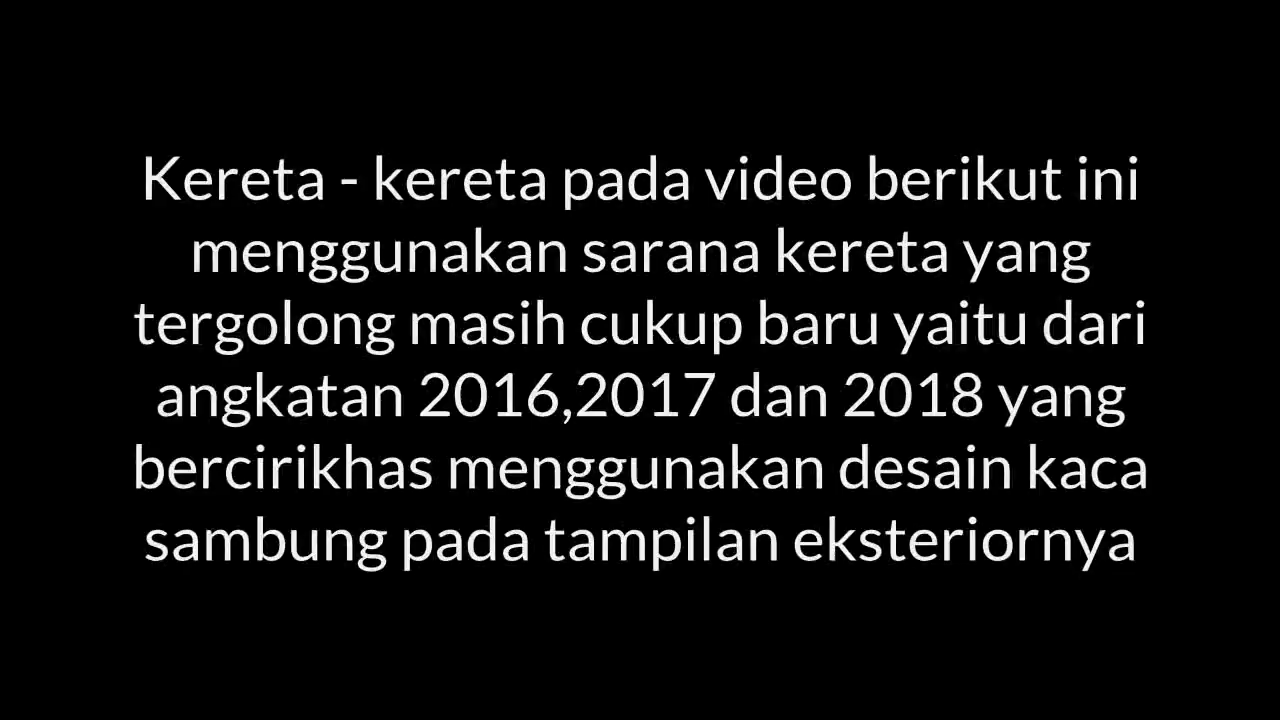 Kereta - kereta pada video berikut ini
menggunakan sarana kereta yang
tergolong masih cukup baru yaitu dari
angkatan 2016,2017 dan 2018 yang
bercirikhas menggunakan desain kaca
sambung pada tampilan eksteriornya